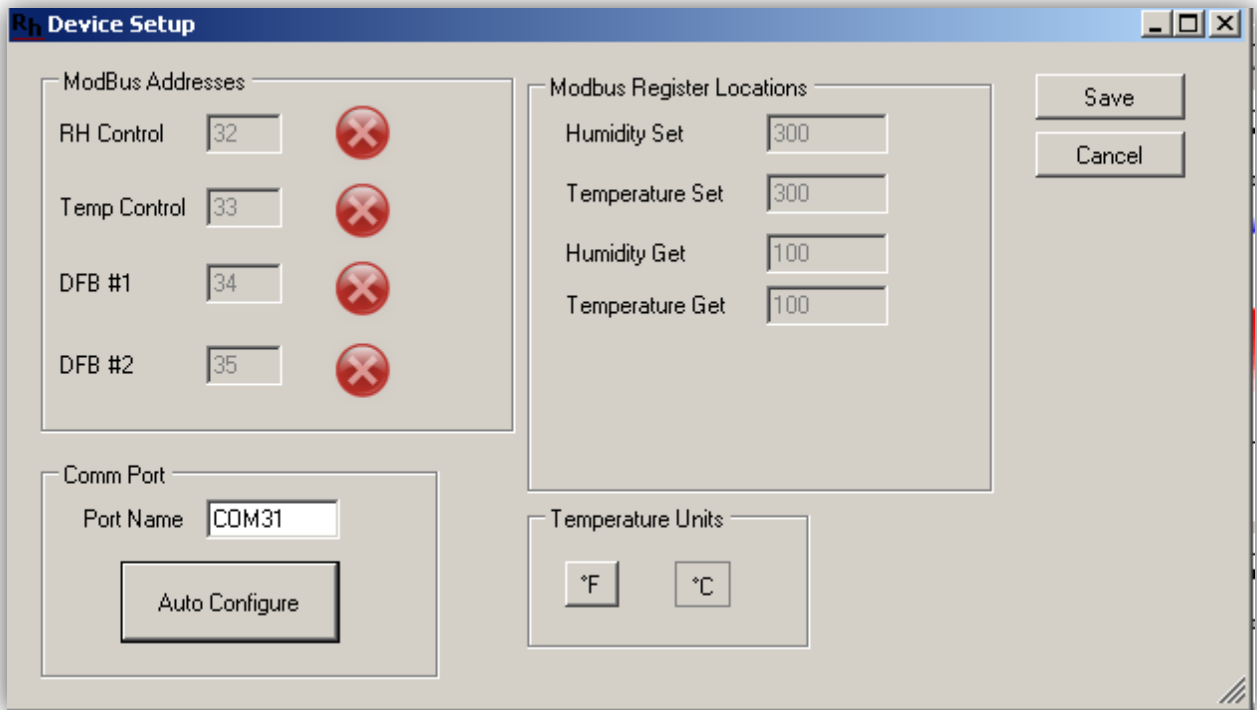 Rh Device Setup
ModBus Addresses
RH Control 32
Temp Control 33
DFB #1 34
DFB #2 35
Modbus Register Locations
Humidity Set 300
Temperature Set 300
Humidity Get 100
Temperature Get 100
Save
Cancel
Comm Port
Port Name COM31
Auto Configure
Temperature Units
°F °C